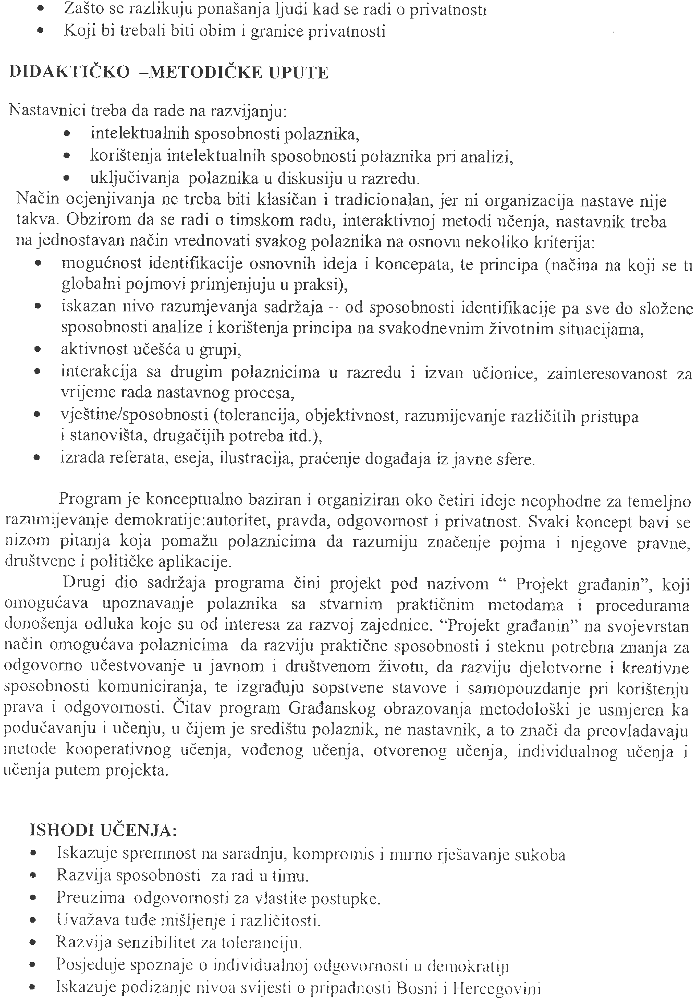 • Zašto se razlikuju ponašanja ljudi kad se radi o privatnosti
• Koji bi trebali biti obim i granice privatnosti
DIDAKTIČKO –METODIČKE UPUTE
Nastavnici treba da rade na razvijanju:
• intelektualnih sposobnosti polaznika,
• korištenja intelektualnih sposobnosti polaznika pri analizi,
• uključivanja polaznika u diskusiju u razredu.
Način ocjenjivanja ne treba biti klasičan i tradicionalan, jer ni organizacija nastave nije
takva. Obzirom da se radi o timskom radu, interaktivnoj metodi učenja, nastavnik treba
na jednostavan način vrednovati svakog polaznika na osnovu nekoliko kriterija:
• mogućnost identifikacije osnovnih ideja i koncepata, te principa (načina na koji se ti
globalni pojmovi primjenjuju u praksi),
• iskazan nivo razumjevanja sadržaja – od sposobnosti identifikacije pa sve do složene
sposobnosti analize i korištenja principa na svakodnevnim životnim situacijama,
• aktivnost učešća u grupi,
• interakcija sa drugim polaznicima u razredu i izvan učionice, zainteresovanost za
vrijeme rada nastavnog procesa,
• vještine/sposobnosti (tolerancija, objektivnost, razumijevanje različitih pristupa
i stanovišta, drugačijih potreba itd.),
• izrada referata, eseja, ilustracija, praćenje događaja iz javne sfere.
Program je konceptualno baziran i organiziran oko četiri ideje neophodne za temeljno
razumijevanje demokratije:autoritet, pravda, odgovornost i privatnost. Svaki koncept bavi se
nizom pitanja koja pomažu polaznicima da razumiju značenje pojma i njegove pravne,
društvene i političke aplikacije.
Drugi dio sadržaja programa čini projekt pod nazivom “ Projekt građanin”, koji
omogućava upoznavanje polaznika sa stvarnim praktičnim metodama i procedurama
donošenja odluka koje su od interesa za razvoj zajednice. “Projekt građanin” na svojevrstan
način omogućava polaznicima da razviju praktične sposobnosti i steknu potrebna znanja za
odgovorno učestvovanje u javnom i društvenom životu, da razviju djelotvorne i kreativne
sposobnosti komuniciranja, te izgrađuju sopstvene stavove i samopouzdanje pri korištenju
prava i odgovornosti. Čitav program Građanskog obrazovanja metodološki je usmjeren ka
podučavanju i učenju, u čijem je središtu polaznik, ne nastavnik, a to znači da preovladavaju
metode kooperativnog učenja, vođenog učenja, otvorenog učenja, individualnog učenja i
učenja putem projekta.
ISHODI UČENJA:
• Iskazuje spremnost na saradnju, kompromis i mirno rješavanje sukoba
• Razvija sposobnosti za rad u timu.
• Preuzima odgovornosti za vlastite postupke.
• Uvažava tuđe mišljenje i različitosti.
• Razvija senzibilitet za toleranciju.
• Posjeduje spoznaje o individualnoj odgovornosti u demokratiji
• Iskazuje podizanje nivoa svijesti o pripadnosti Bosni i Hercegovini